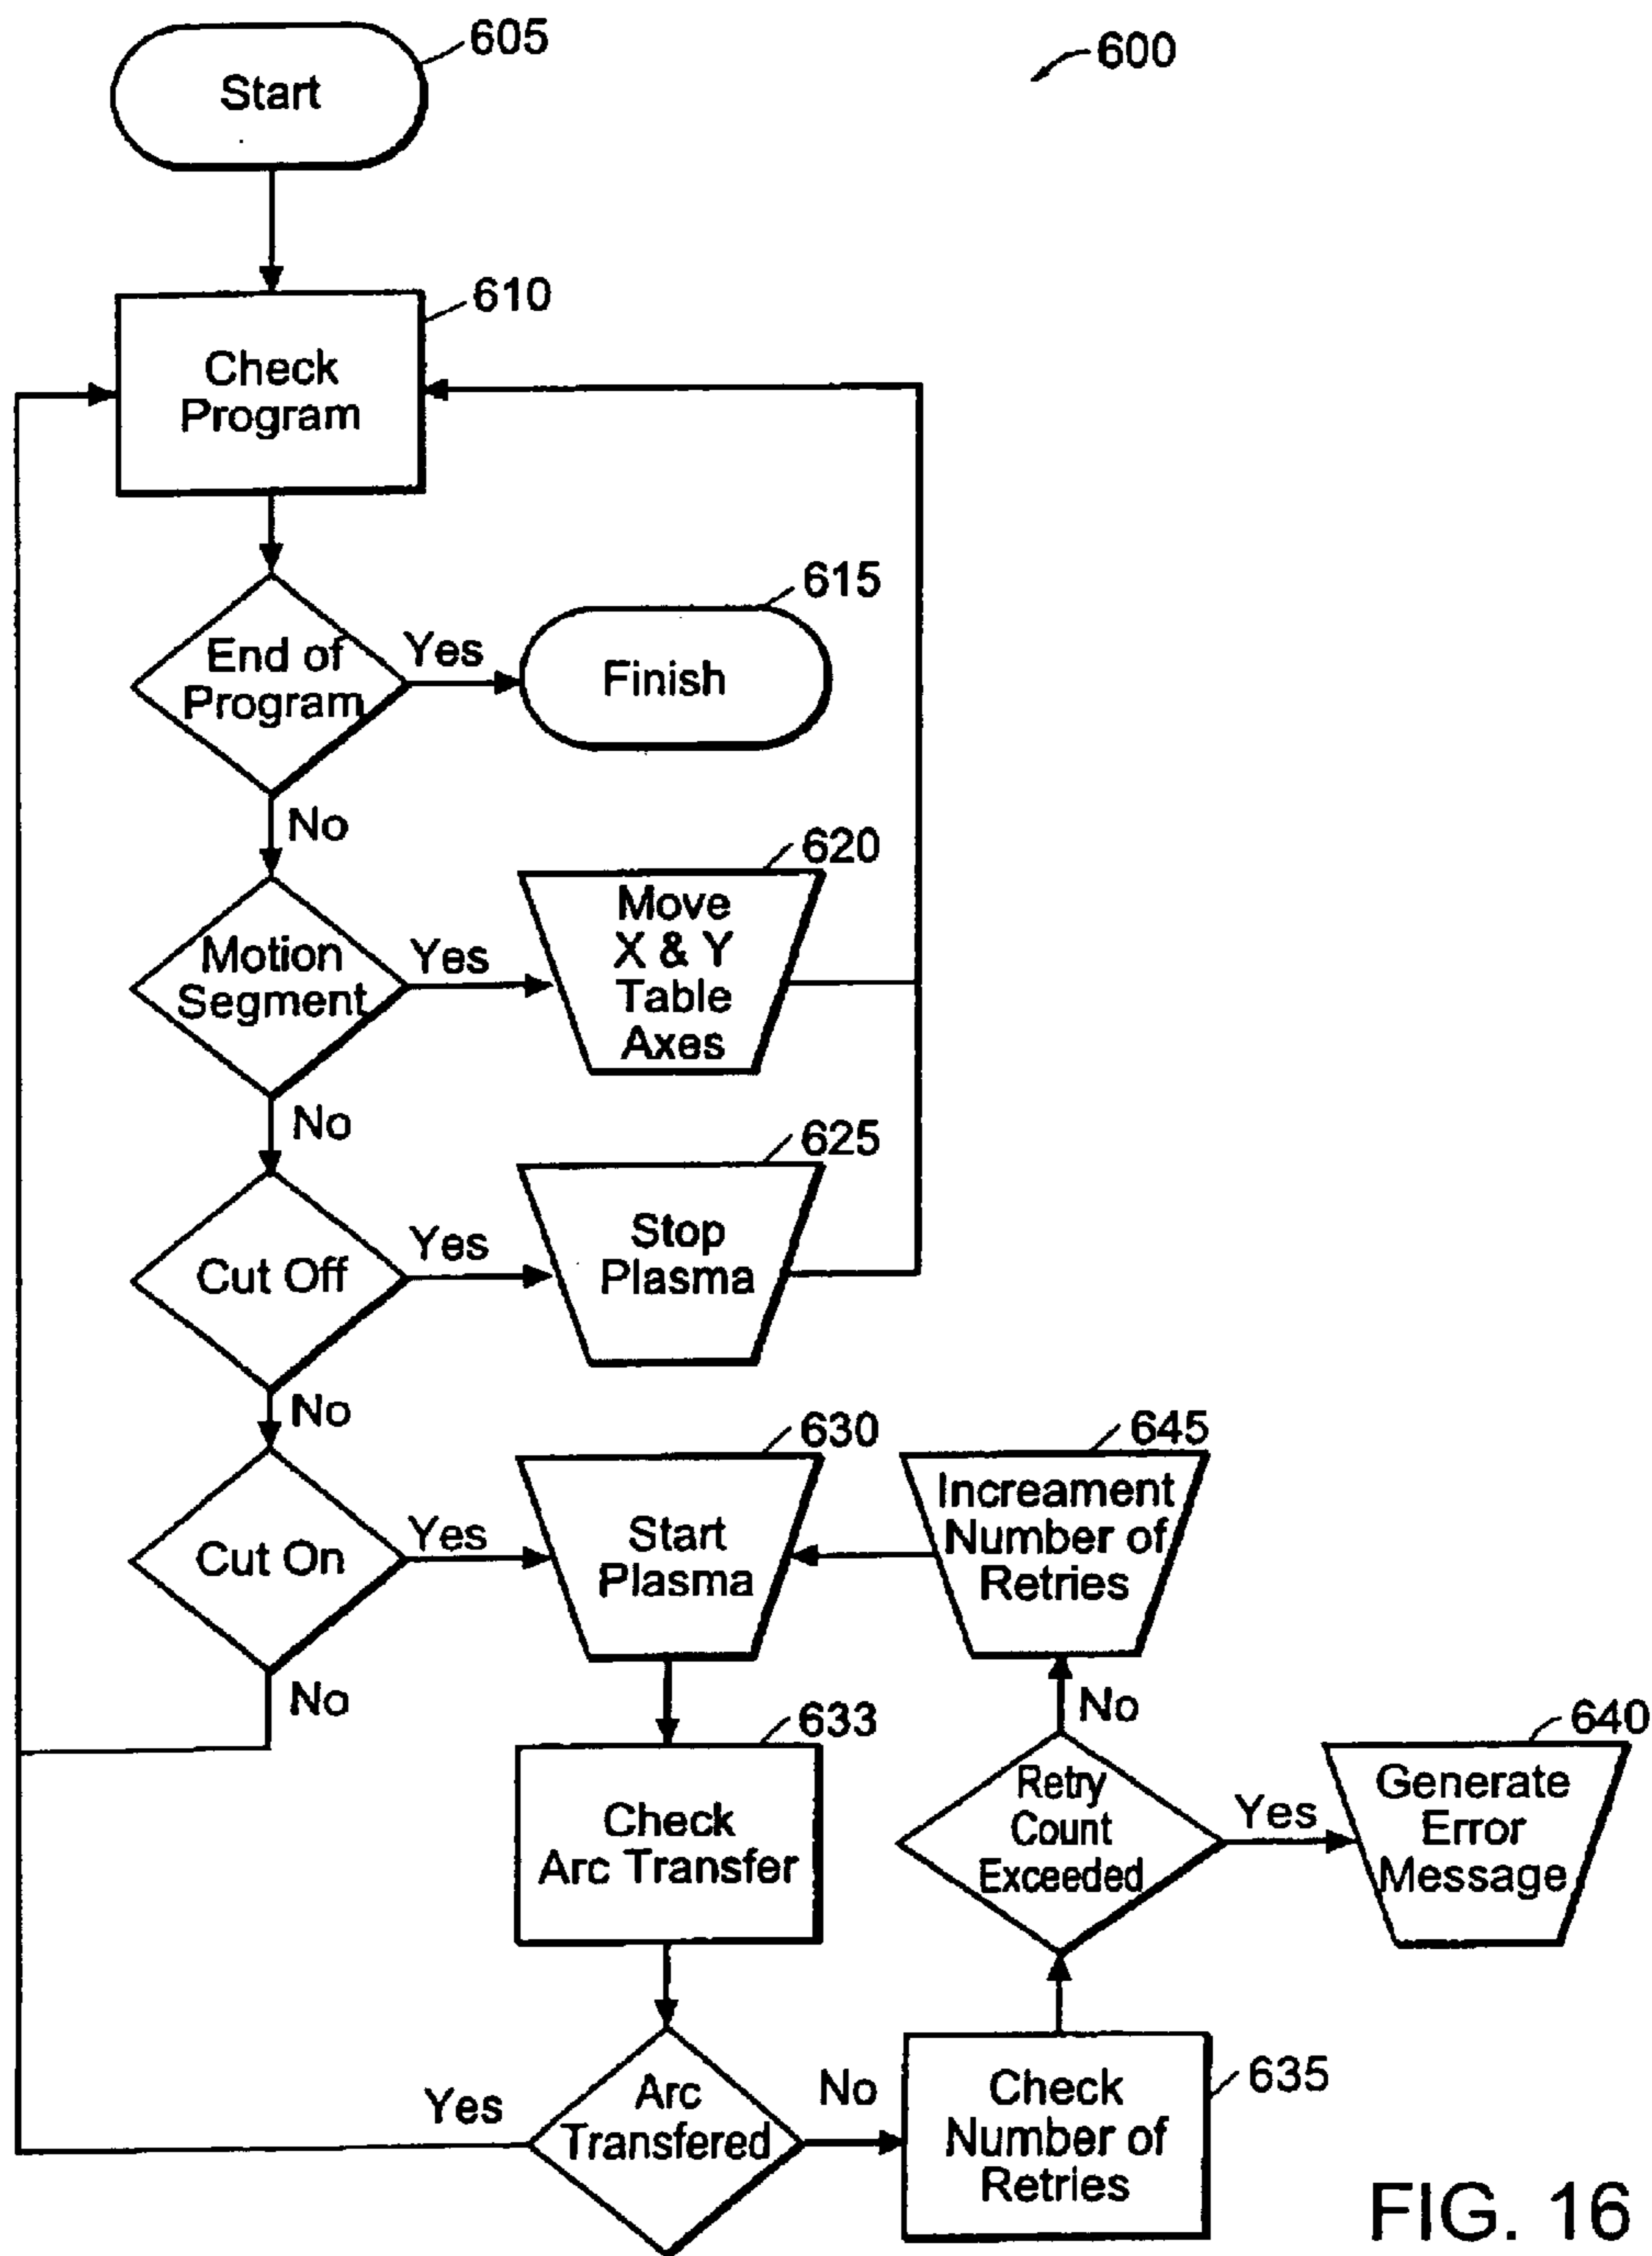 605
Start
600
610
Check
Program
615
End of
Program
Yes
Finish
No
620
Motion
Segment
Yes
Move
X & Y
Table
Axes
No
625
Cut Off
Yes
Stop
Plasma
No
630
645
Cut On
Yes
Start
Plasma
Increament
Number of
Retries
No
633
No
640
Check
Arc Transfer
Retry
Count
Exceeded
Yes
Generate
Error
Message
Yes
Arc
Transfered
No
Check
Number of
Retries
635
FIG. 16